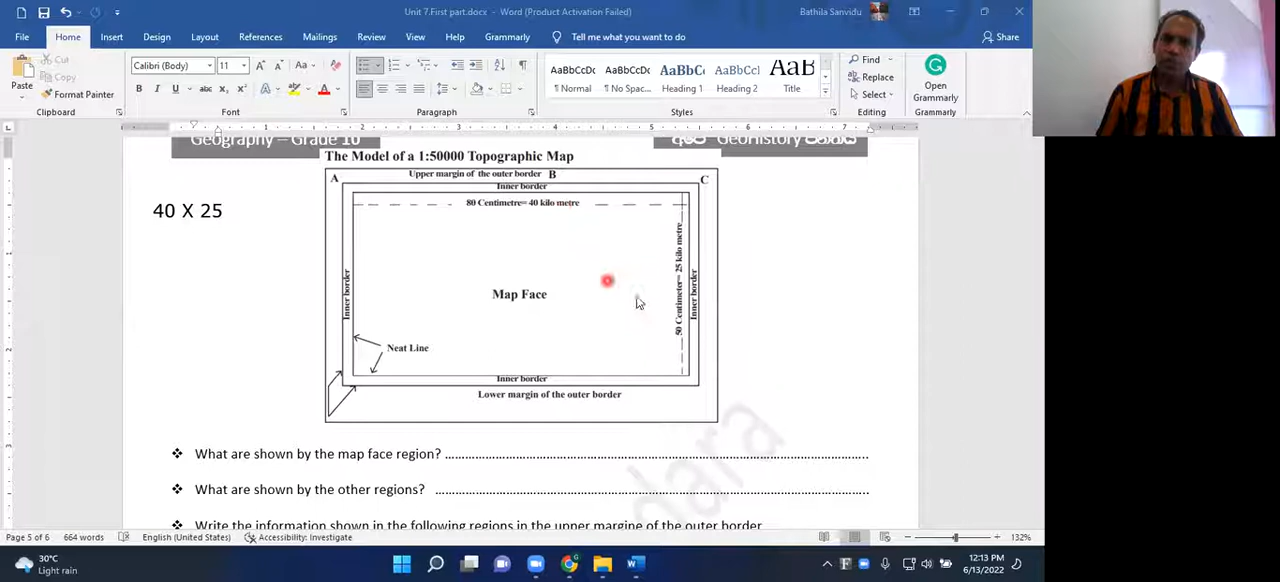 Unit 7.First part.docx - Word (Product Activation Failed)
Bathila Sanvidu
File Home Insert Design Layout References Mailings Review View Help Grammarly Tell me what you want to do Share
Paste
Cut
Copy
Format Painter
Clipboard
Calibri (Body) 11
Font
Paragraph
AaBbCcDc AaBbCcDc AaBbCc AaBbCcI AaB
¶ Normal ¶ No Spac... Heading 1 Heading 2 Title
Styles
Find
Replace
Select
Editing
Open
Grammarly
Grammarly
Geography – Grade 10
GeoHistory
The Model of a 1:50000 Topographic Map
Upper margin of the outer border
A B C
Inner border
80 Centimetre= 40 kilo metre
40 X 25
Inner border
50 Centimeter= 25 kilo metre
Inner border
Map Face
Neat Line
Inner border
Lower margin of the outer border
dara
❖ What are shown by the map face region? ........................................
❖ What are shown by the other regions? ........................................
❖ Write the information shown in the following regions in the upper margine of the outer border
Page 5 of 6 664 words English (United States) Accessibility: Investigate 132%
30°C
Light rain
12:13 PM
6/13/2022